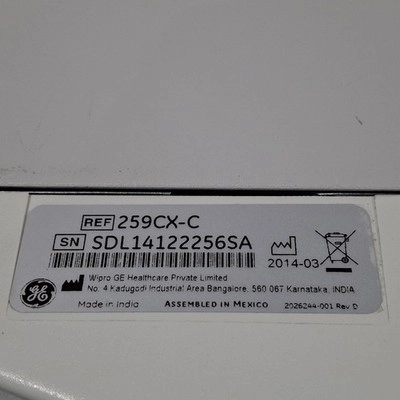 REF 259CX-C
SN SDL14122256SA
2014-03
Wipro GE Healthcare Private Limited
No. 4 Kadugodi Industrial Area Bangalore, 560 067 Karnataka, INDIA
GE
Made in India ASSEMBLED IN MEXICO 2026244-001 Rev D